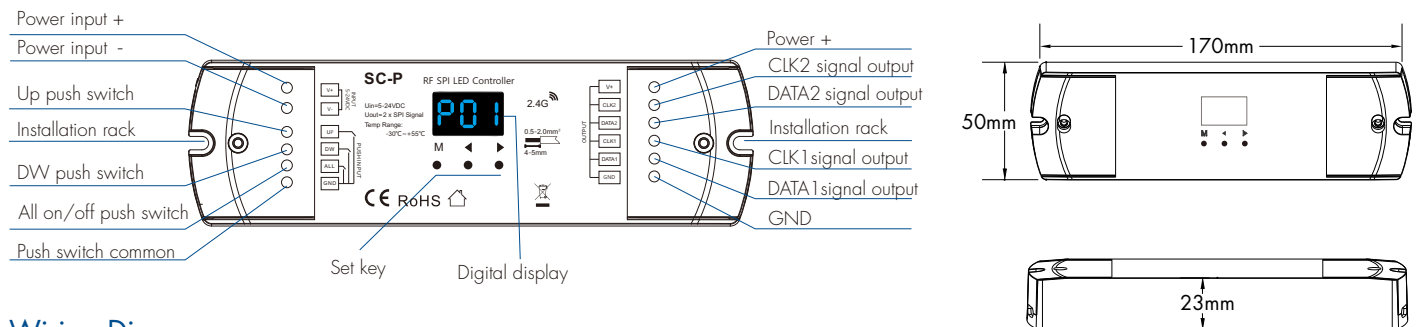 Power input +
Power input -
Up push switch
Installation rack
DW push switch
All on/off push switch
Push switch common
V+
V-
INPUT
5-24VDC
UP
DW
ALL
GND
PUSH INPUT
SC-P
RF SPI LED Controller
Uin=5-24VDC
Uout=2 x SPI Signal
Temp Range:
-30℃~+55℃
P01
2.4G
M ◀ ▶
0.5-2.0mm²
4-5mm
CE RoHS
Set key
Digital display
OUTPUT
V+
CLK2
DATA2
CLK1
DATA1
GND
Power +
CLK2 signal output
DATA2 signal output
Installation rack
CLK1signal output
DATA1signal output
GND
170mm
50mm
M ◀ ▶
23mm